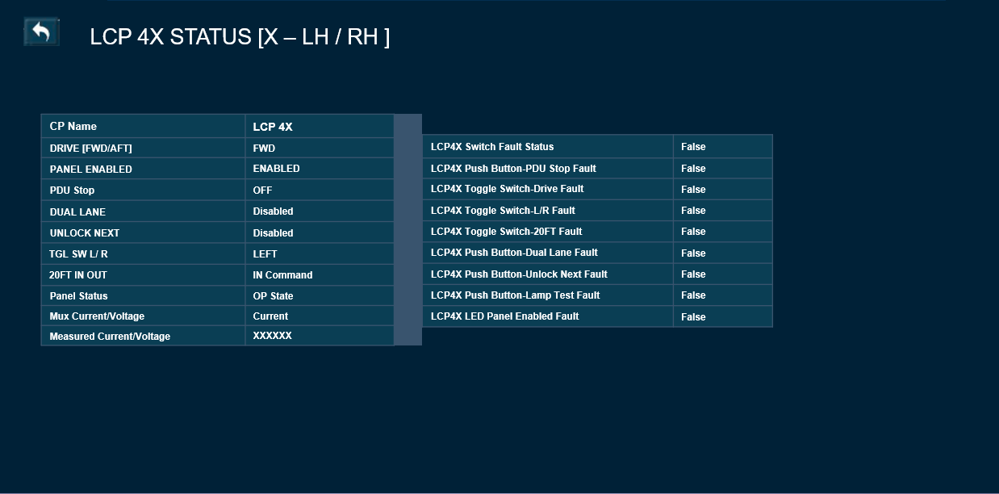 LCP 4X STATUS [X – LH / RH ]
CP Name LCP 4X
DRIVE [FWD/AFT] FWD
PANEL ENABLED ENABLED
PDU Stop OFF
DUAL LANE Disabled
UNLOCK NEXT Disabled
TGL SW L/ R LEFT
20FT IN OUT IN Command
Panel Status OP State
Mux Current/Voltage Current
Measured Current/Voltage XXXXXX
LCP4X Switch Fault Status False
LCP4X Push Button-PDU Stop Fault False
LCP4X Toggle Switch-Drive Fault False
LCP4X Toggle Switch-L/R Fault False
LCP4X Toggle Switch-20FT Fault False
LCP4X Push Button-Dual Lane Fault False
LCP4X Push Button-Unlock Next Fault False
LCP4X Push Button-Lamp Test Fault False
LCP4X LED Panel Enabled Fault False